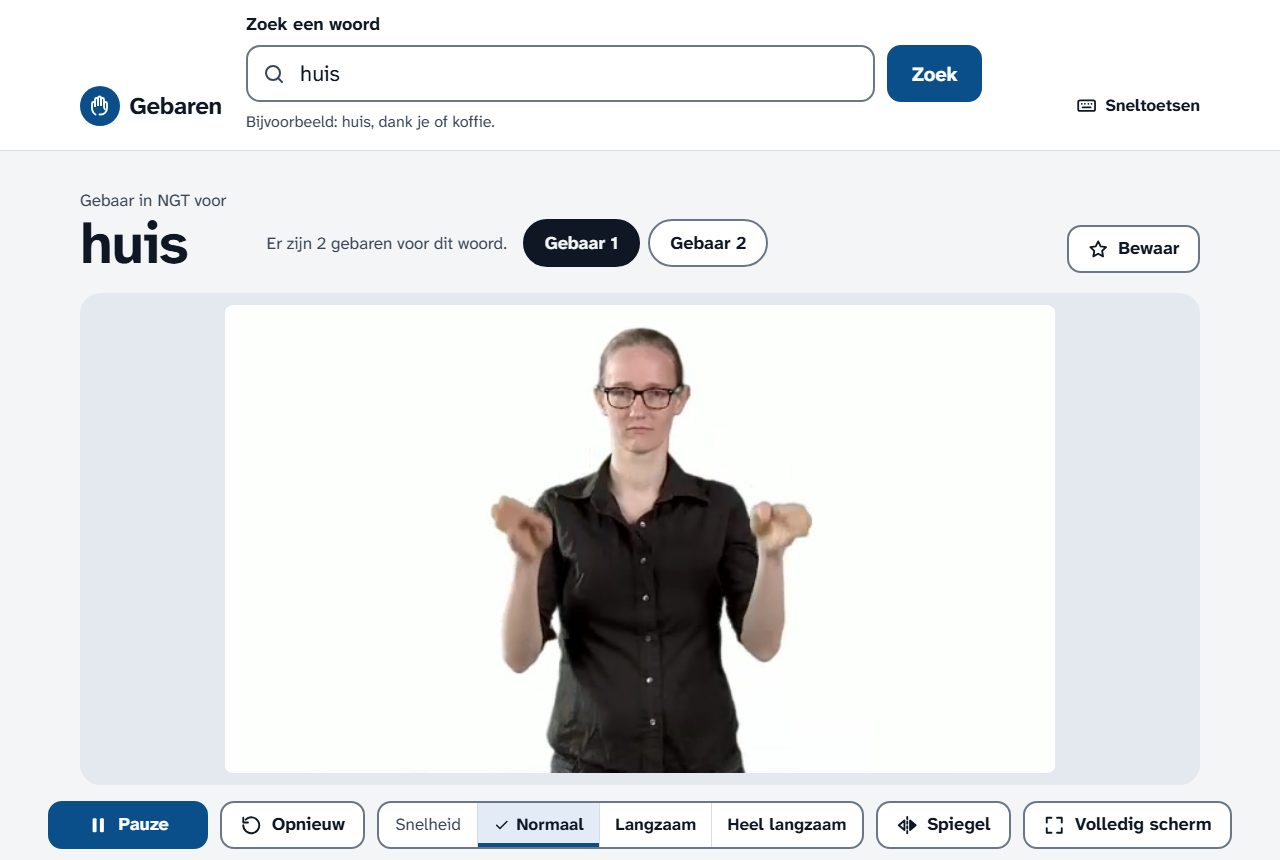 Zoek een woord
huis
Zoek
Gebaren
Bijvoorbeeld: huis, dank je of koffie.
Sneltoetsen
Gebaar in NGT voor
huis
Er zijn 2 gebaren voor dit woord.
Gebaar 1
Gebaar 2
Bewaar
Pauze
Opnieuw
Snelheid
Normaal
Langzaam
Heel langzaam
Spiegel
Volledig scherm